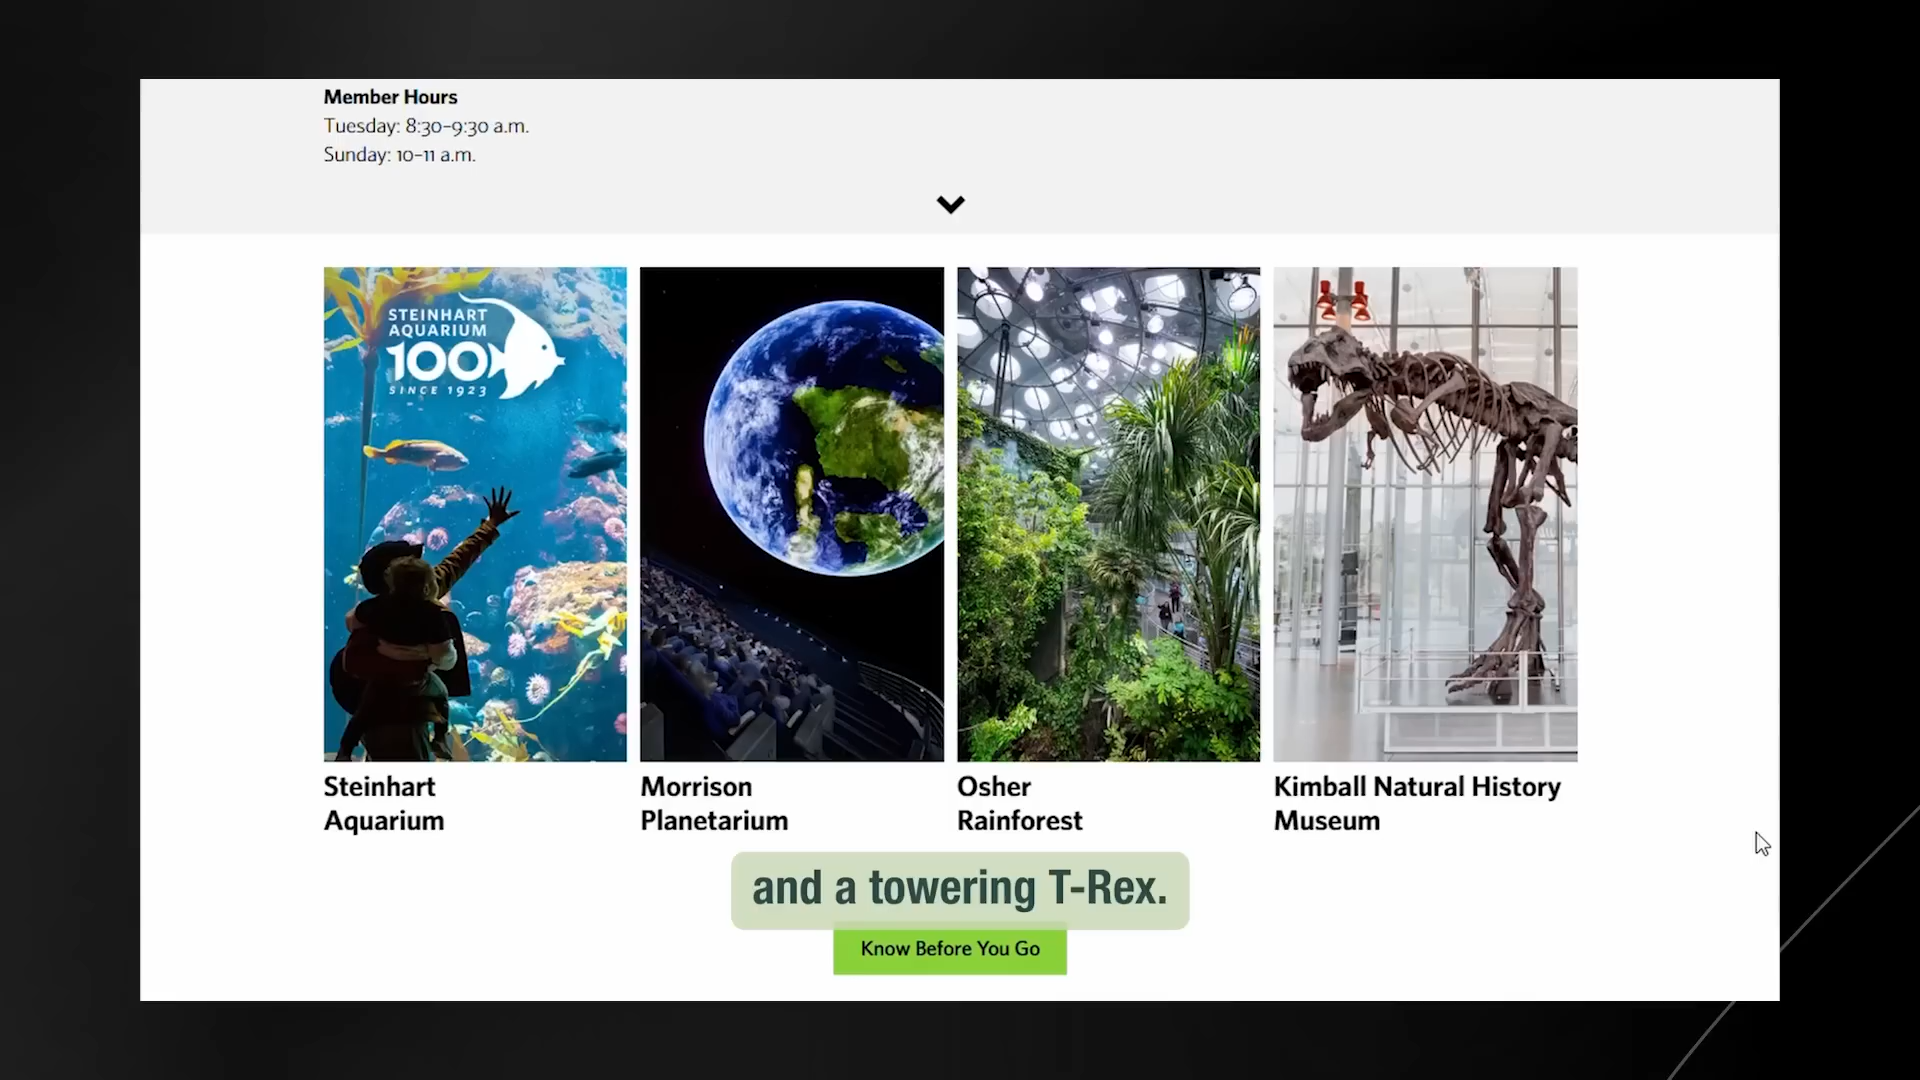 Member Hours
Tuesday: 8:30–9:30 a.m.
Sunday: 10–11 a.m.
STEINHART
AQUARIUM
100
SINCE 1923
Steinhart
Aquarium
Morrison
Planetarium
Osher
Rainforest
Kimball Natural History
Museum
and a towering T-Rex.
Know Before You Go